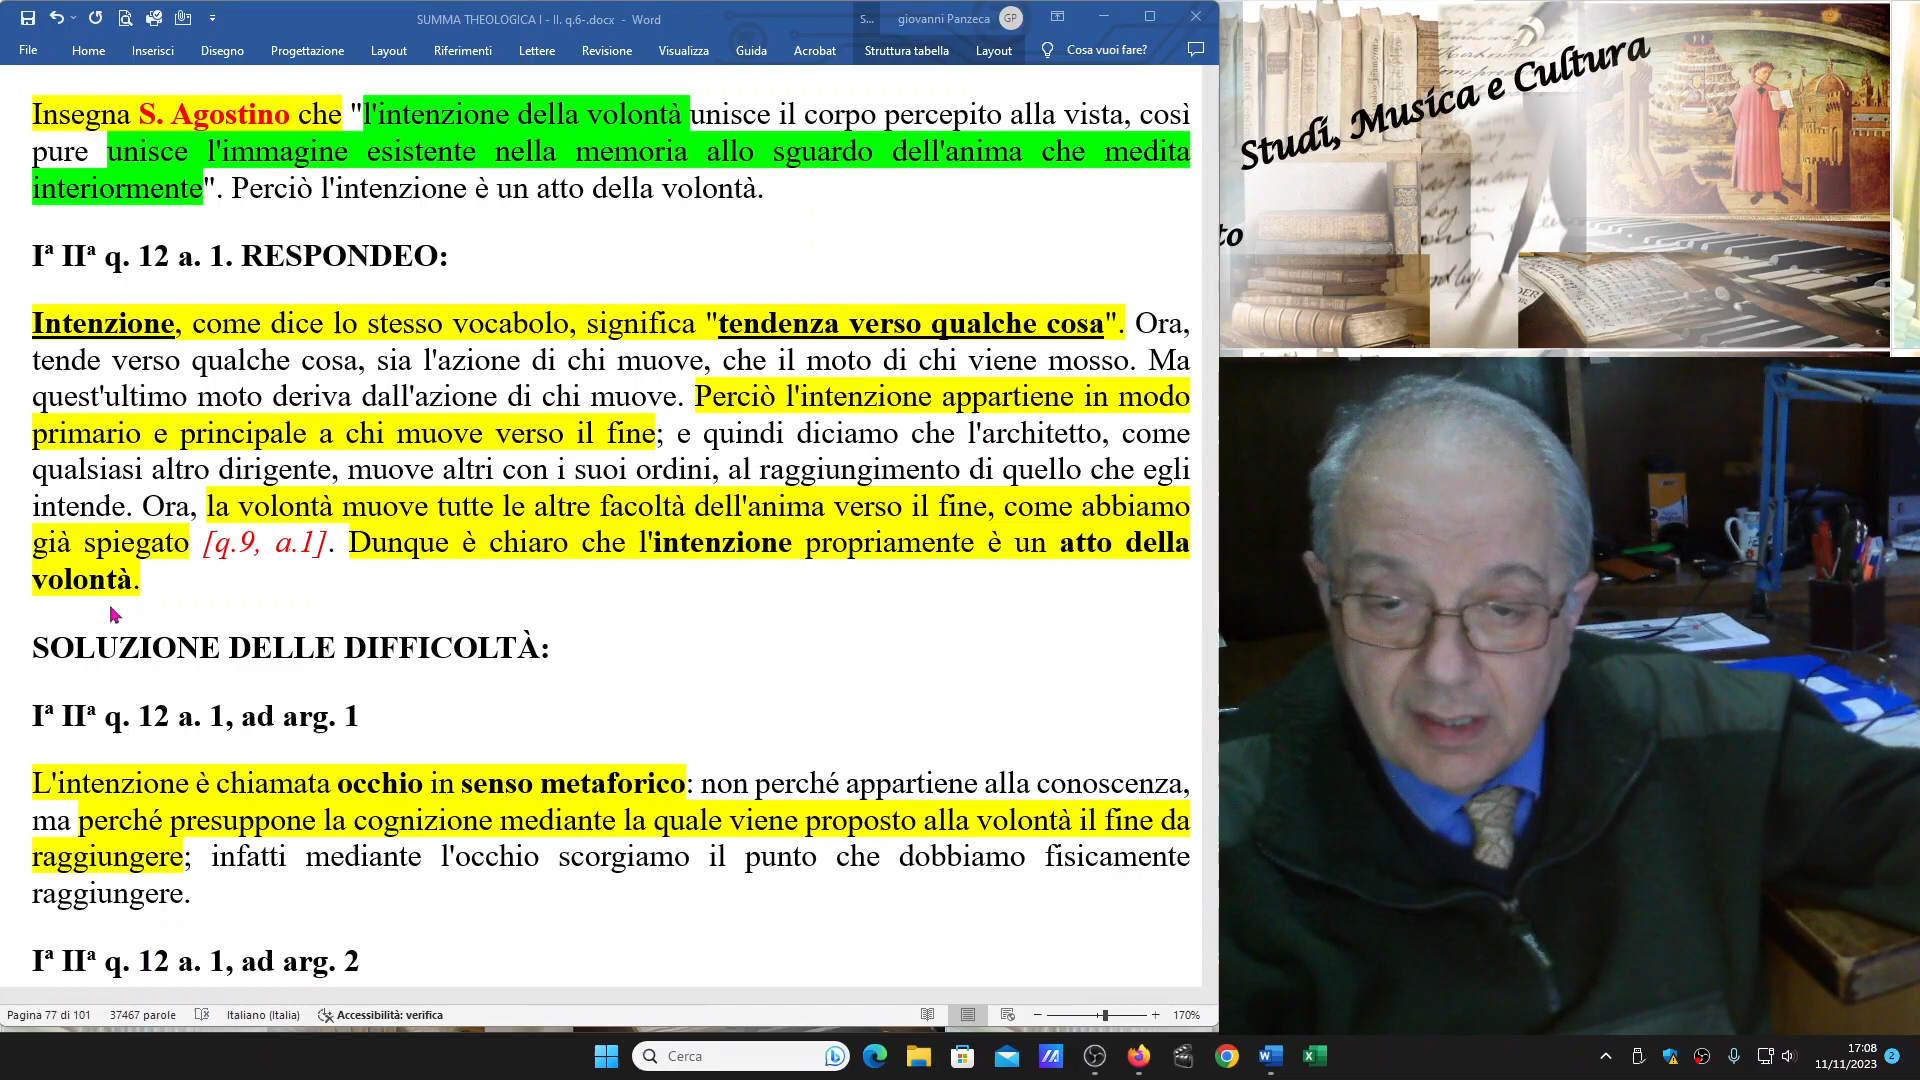 SUMMA THEOLOGICA I - II. q.6-.docx - Word
S...
giovanni Panzeca
GP
File Home Inserisci Disegno Progettazione Layout Riferimenti Lettere Revisione Visualizza Guida Acrobat Struttura tabella Layout Cosa vuoi fare?
Insegna S. Agostino che "l'intenzione della volontà unisce il corpo percepito alla vista, così
pure unisce l'immagine esistente nella memoria allo sguardo dell'anima che medita
interiormente". Perciò l'intenzione è un atto della volontà.
Iª IIª q. 12 a. 1. RESPONDEO:
Intenzione, come dice lo stesso vocabolo, significa "tendenza verso qualche cosa". Ora,
tende verso qualche cosa, sia l'azione di chi muove, che il moto di chi viene mosso. Ma
quest'ultimo moto deriva dall'azione di chi muove. Perciò l'intenzione appartiene in modo
primario e principale a chi muove verso il fine; e quindi diciamo che l'architetto, come
qualsiasi altro dirigente, muove altri con i suoi ordini, al raggiungimento di quello che egli
intende. Ora, la volontà muove tutte le altre facoltà dell'anima verso il fine, come abbiamo
già spiegato [q.9, a.1]. Dunque è chiaro che l'intenzione propriamente è un atto della
volontà.
SOLUZIONE DELLE DIFFICOLTÀ:
Iª IIª q. 12 a. 1, ad arg. 1
L'intenzione è chiamata occhio in senso metaforico: non perché appartiene alla conoscenza,
ma perché presuppone la cognizione mediante la quale viene proposto alla volontà il fine da
raggiungere; infatti mediante l'occhio scorgiamo il punto che dobbiamo fisicamente
raggiungere.
Iª IIª q. 12 a. 1, ad arg. 2
Pagina 77 di 101 37467 parole Italiano (Italia) Accessibilità: verifica 170%
Studi, Musica e Cultura
to
Cerca
17:08
11/11/2023
2